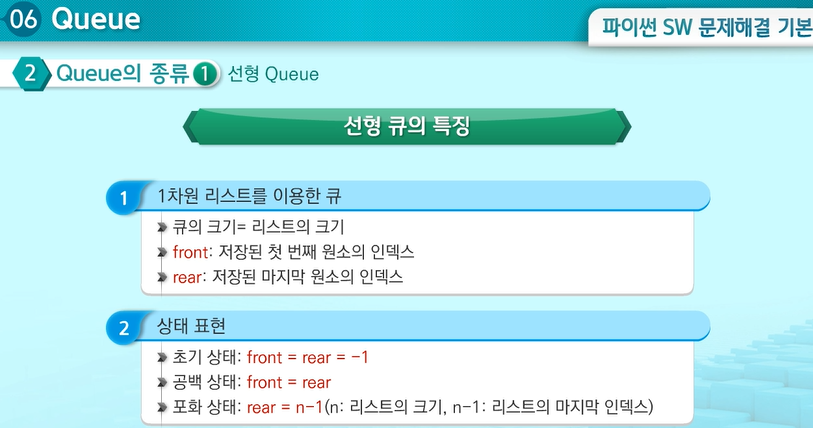 06 Queue
파이썬 SW 문제해결 기본
2 Queue의 종류 1 선형 Queue
선형 큐의 특징
1 1차원 리스트를 이용한 큐
큐의 크기= 리스트의 크기
front: 저장된 첫 번째 원소의 인덱스
rear: 저장된 마지막 원소의 인덱스
2 상태 표현
초기 상태: front = rear = -1
공백 상태: front = rear
포화 상태: rear = n-1(n: 리스트의 크기, n-1: 리스트의 마지막 인덱스)